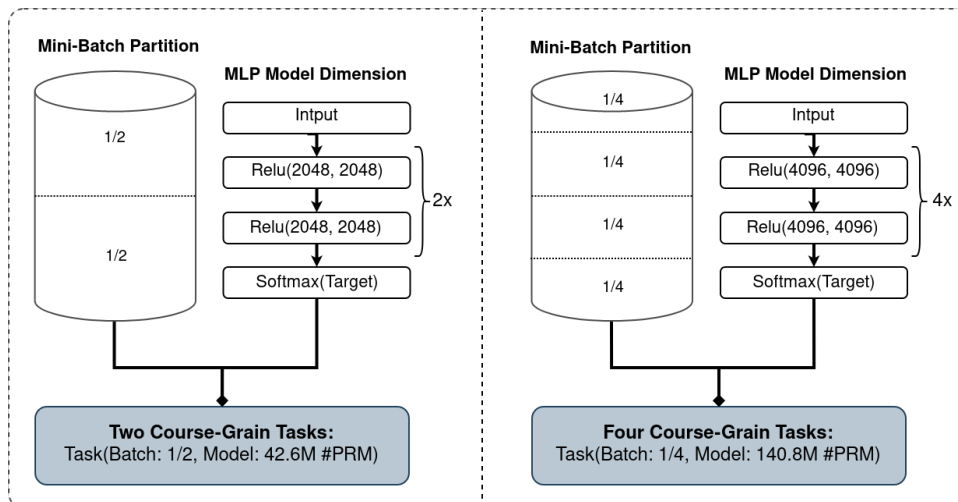 Mini-Batch Partition
MLP Model Dimension
1/2
1/2
Intput
Relu(2048, 2048)
Relu(2048, 2048)
2x
Softmax(Target)
Two Course-Grain Tasks:
Task(Batch: 1/2, Model: 42.6M #PRM)
Mini-Batch Partition
MLP Model Dimension
1/4
1/4
1/4
1/4
Intput
Relu(4096, 4096)
Relu(4096, 4096)
4x
Softmax(Target)
Four Course-Grain Tasks:
Task(Batch: 1/4, Model: 140.8M #PRM)